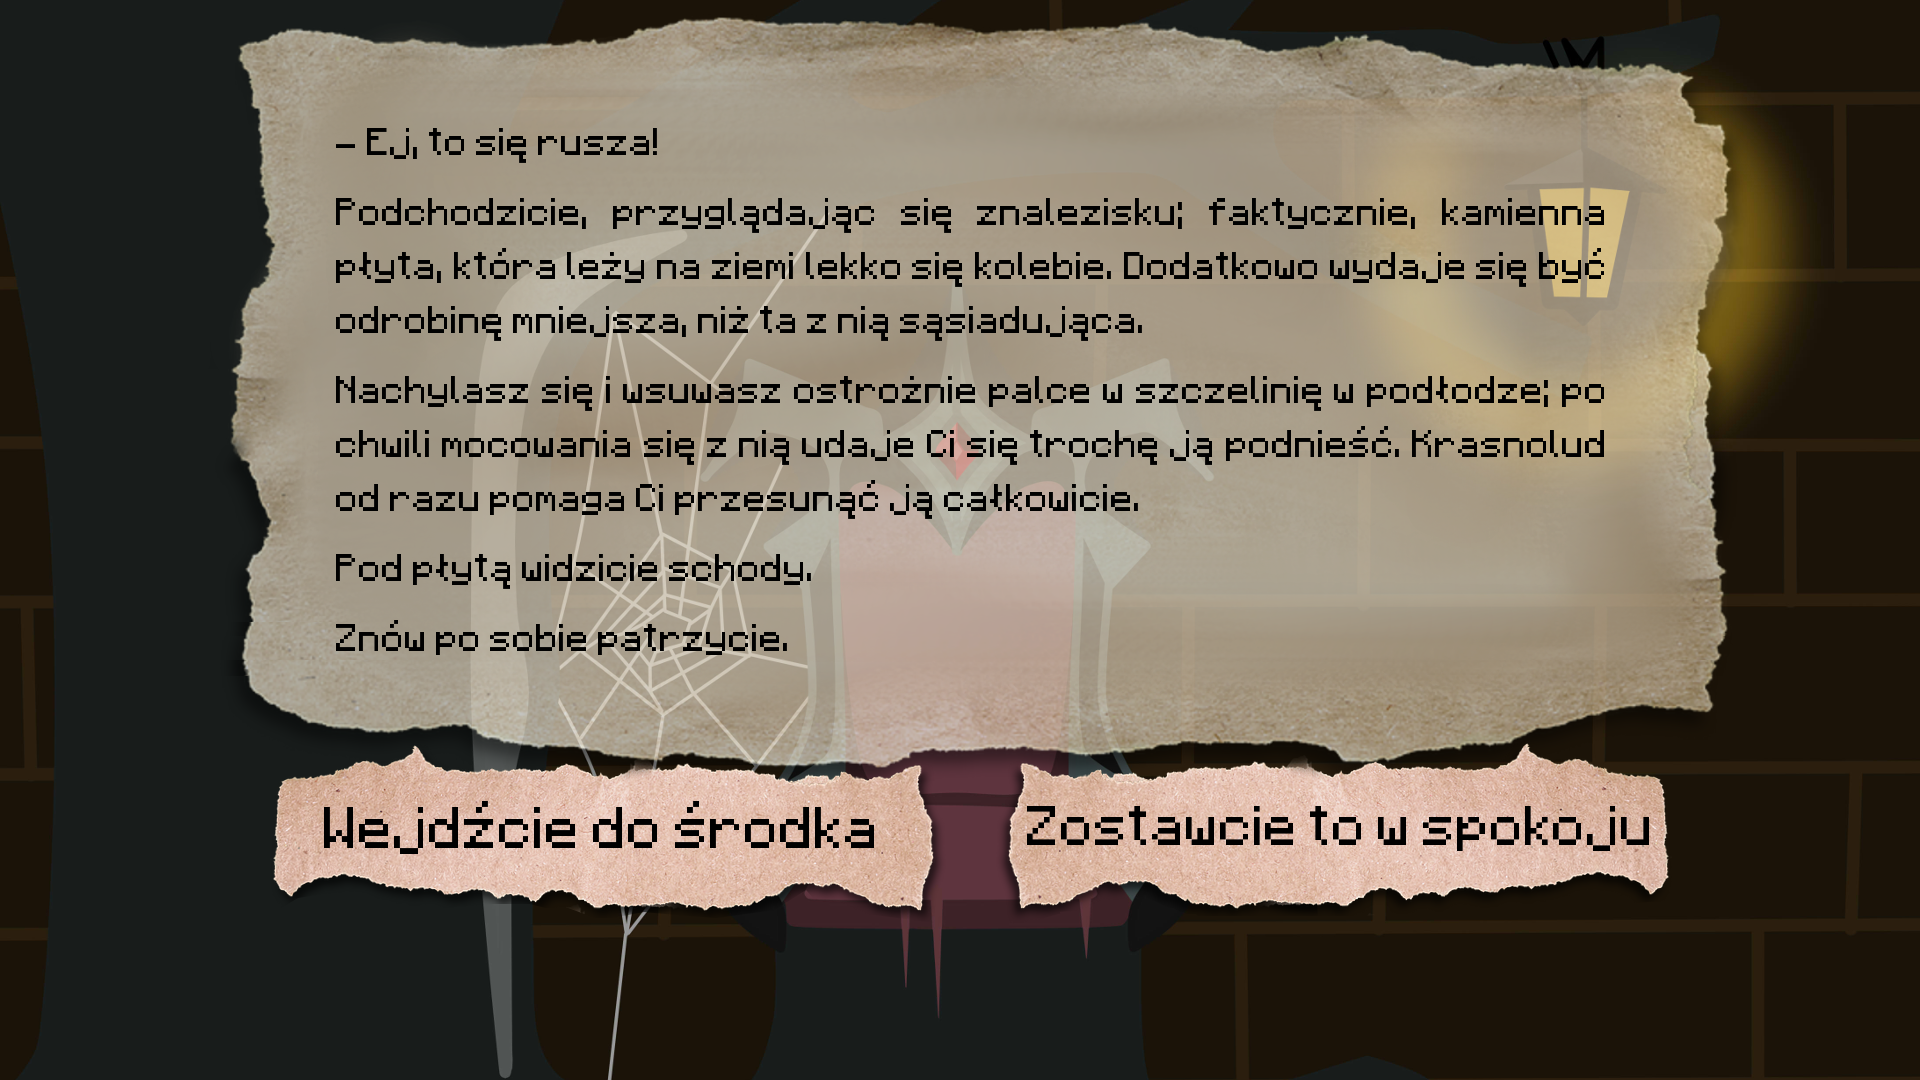 – Ej, to się rusza!
Podchodzicie, przyglądając się znalezisku; faktycznie, kamienna
płyta, która leży na ziemi lekko się kolebie. Dodatkowo wydaje się być
odrobinę mniejsza, niż ta z nią sąsiadująca.
Nachylasz się i wsuwasz ostrożnie palce w szczelinię w podłodze; po
chwili mocowania się z nią udaje Ci się trochę ją podnieść. Krasnolud
od razu pomaga Ci przesunąć ją całkowicie.
Pod płytą widzicie schody.
Znów po sobie patrzycie.
Wejdźcie do środka
Zostawcie to w spokoju